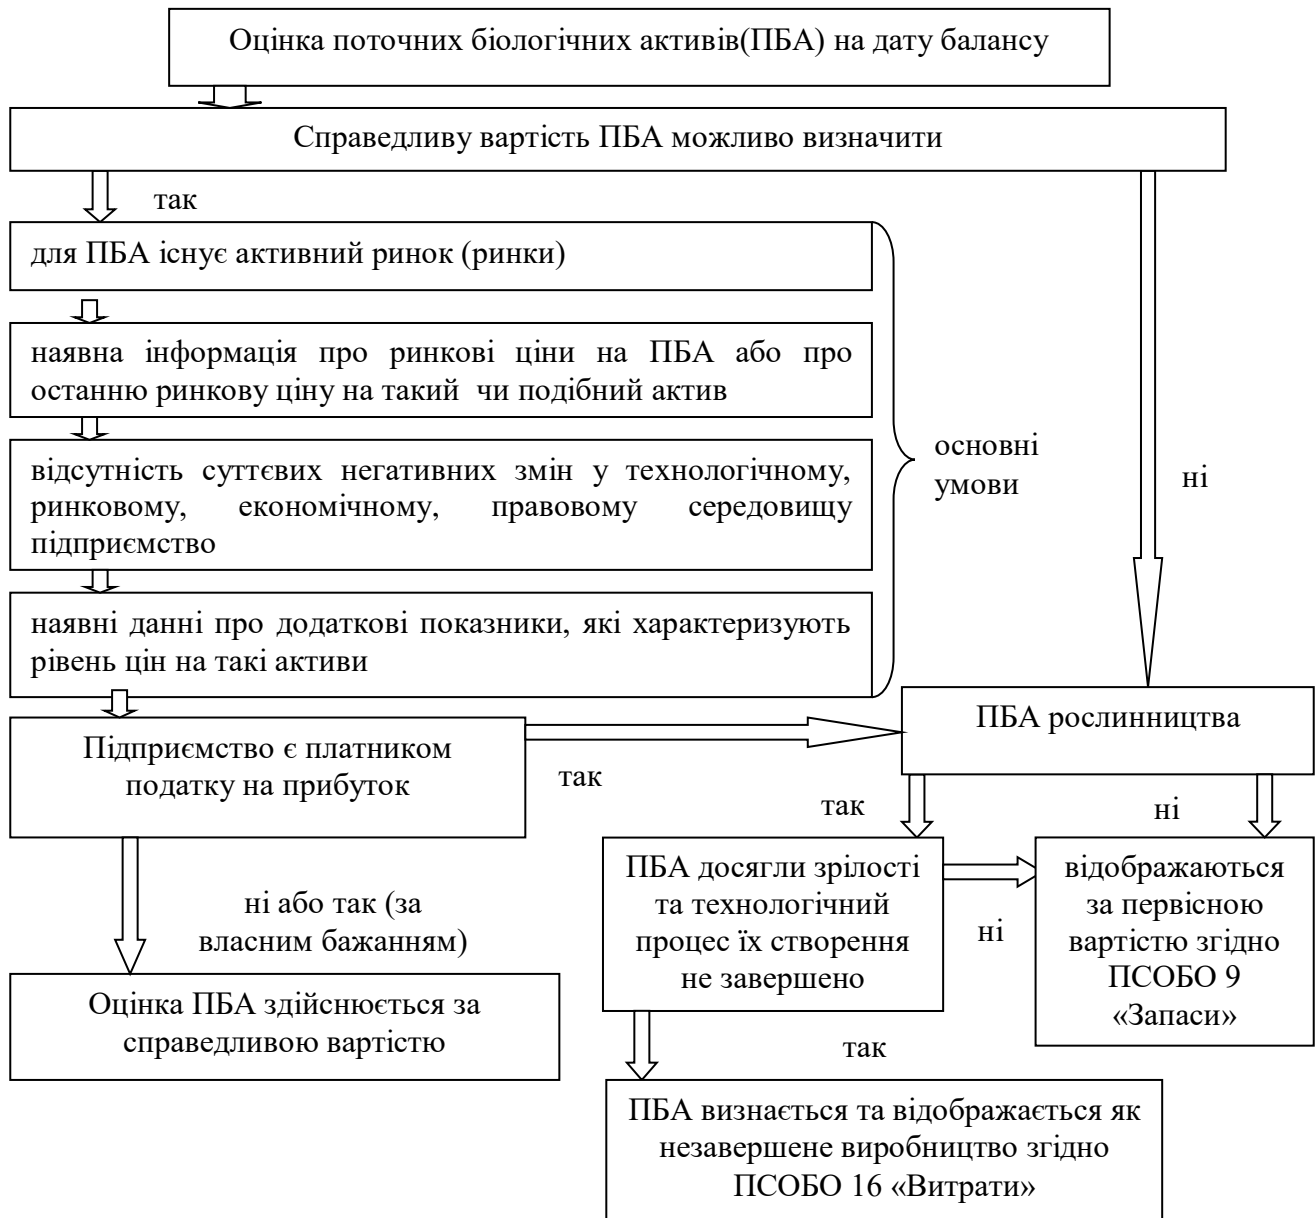 Оцінка поточних біологічних активів(ПБА) на дату балансу
Справедливу вартість ПБА можливо визначити
так
для ПБА існує активний ринок (ринки)
наявна інформація про ринкові ціни на ПБА або про
останню ринкову ціну на такий чи подібний актив
відсутність суттєвих негативних змін у технологічному,
ринковому, економічному, правовому середовищу
підприємство
наявні данні про додаткові показники, які характеризують
рівень цін на такі активи
основні
умови
ні
Підприємство є платником
податку на прибуток
так
ПБА рослинництва
так
ні
ні або так (за
власним бажанням)
Оцінка ПБА здійснюється за
справедливою вартістю
ПБА досягли зрілості
та технологічний
процес їх створення
не завершено
ні
відображаються
за первісною
вартістю згідно
ПСОБО 9
«Запаси»
так
ПБА визнається та відображається як
незавершене виробництво згідно
ПСОБО 16 «Витрати»